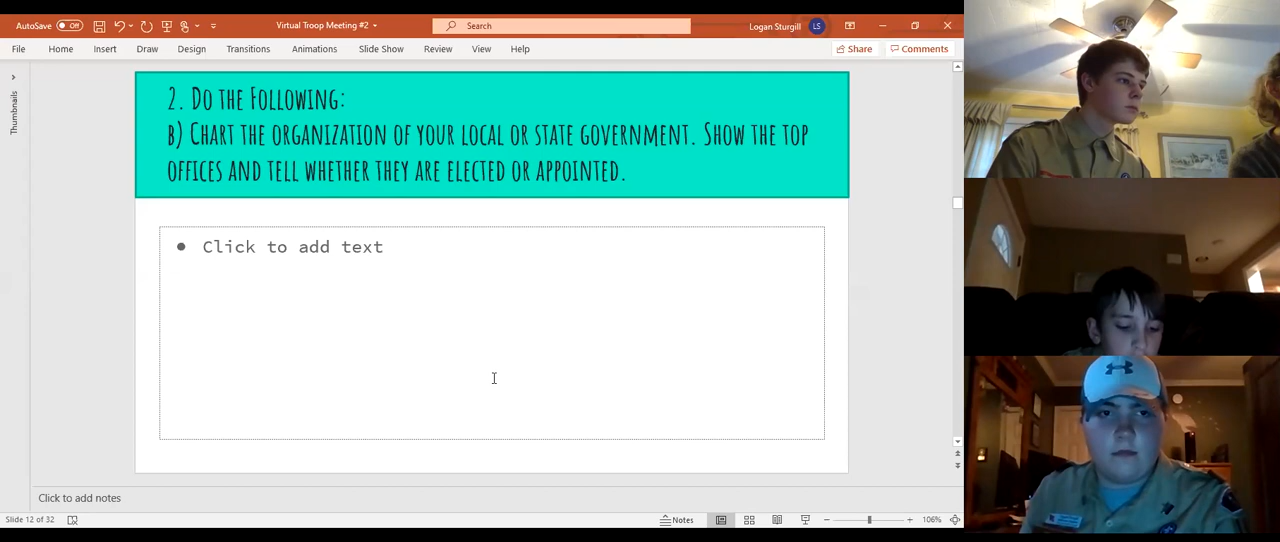 AutoSave Off Virtual Troop Meeting #2 Search Logan Sturgill LS
File Home Insert Draw Design Transitions Animations Slide Show Review View Help Share Comments
Thumbnails
2. Do the Following:
B) Chart the organization of your local or state government. Show the top
offices and tell whether they are elected or appointed.
● Click to add text
Click to add notes
Slide 12 of 32 Notes 106%